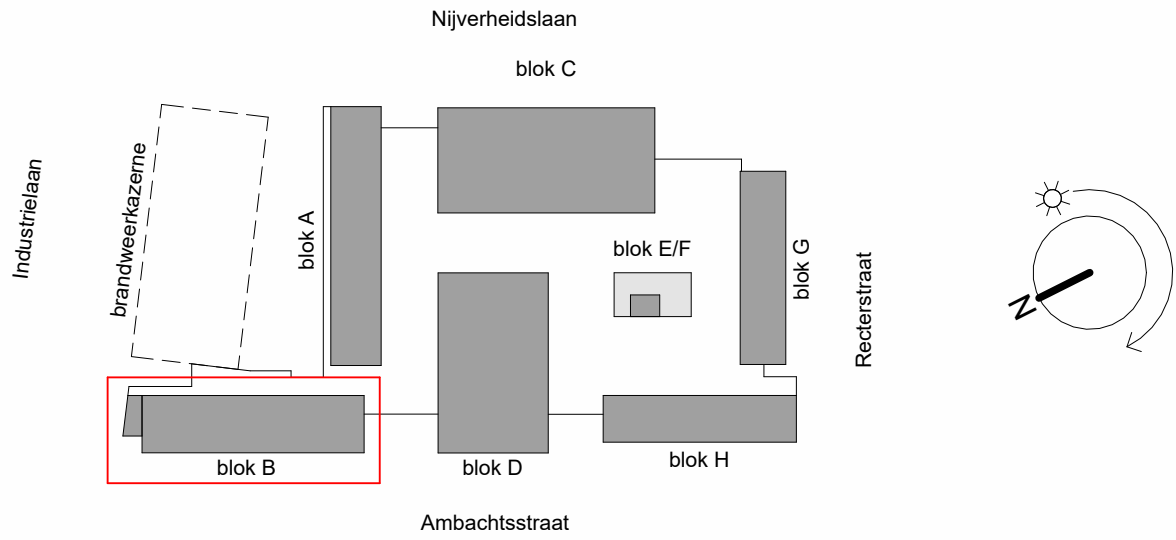 Nijverheidslaan
blok C
Industrielaan
brandweerkazerne
blok A
blok E/F
blok G
Recterstraat
N
blok B
blok D
blok H
Ambachtsstraat